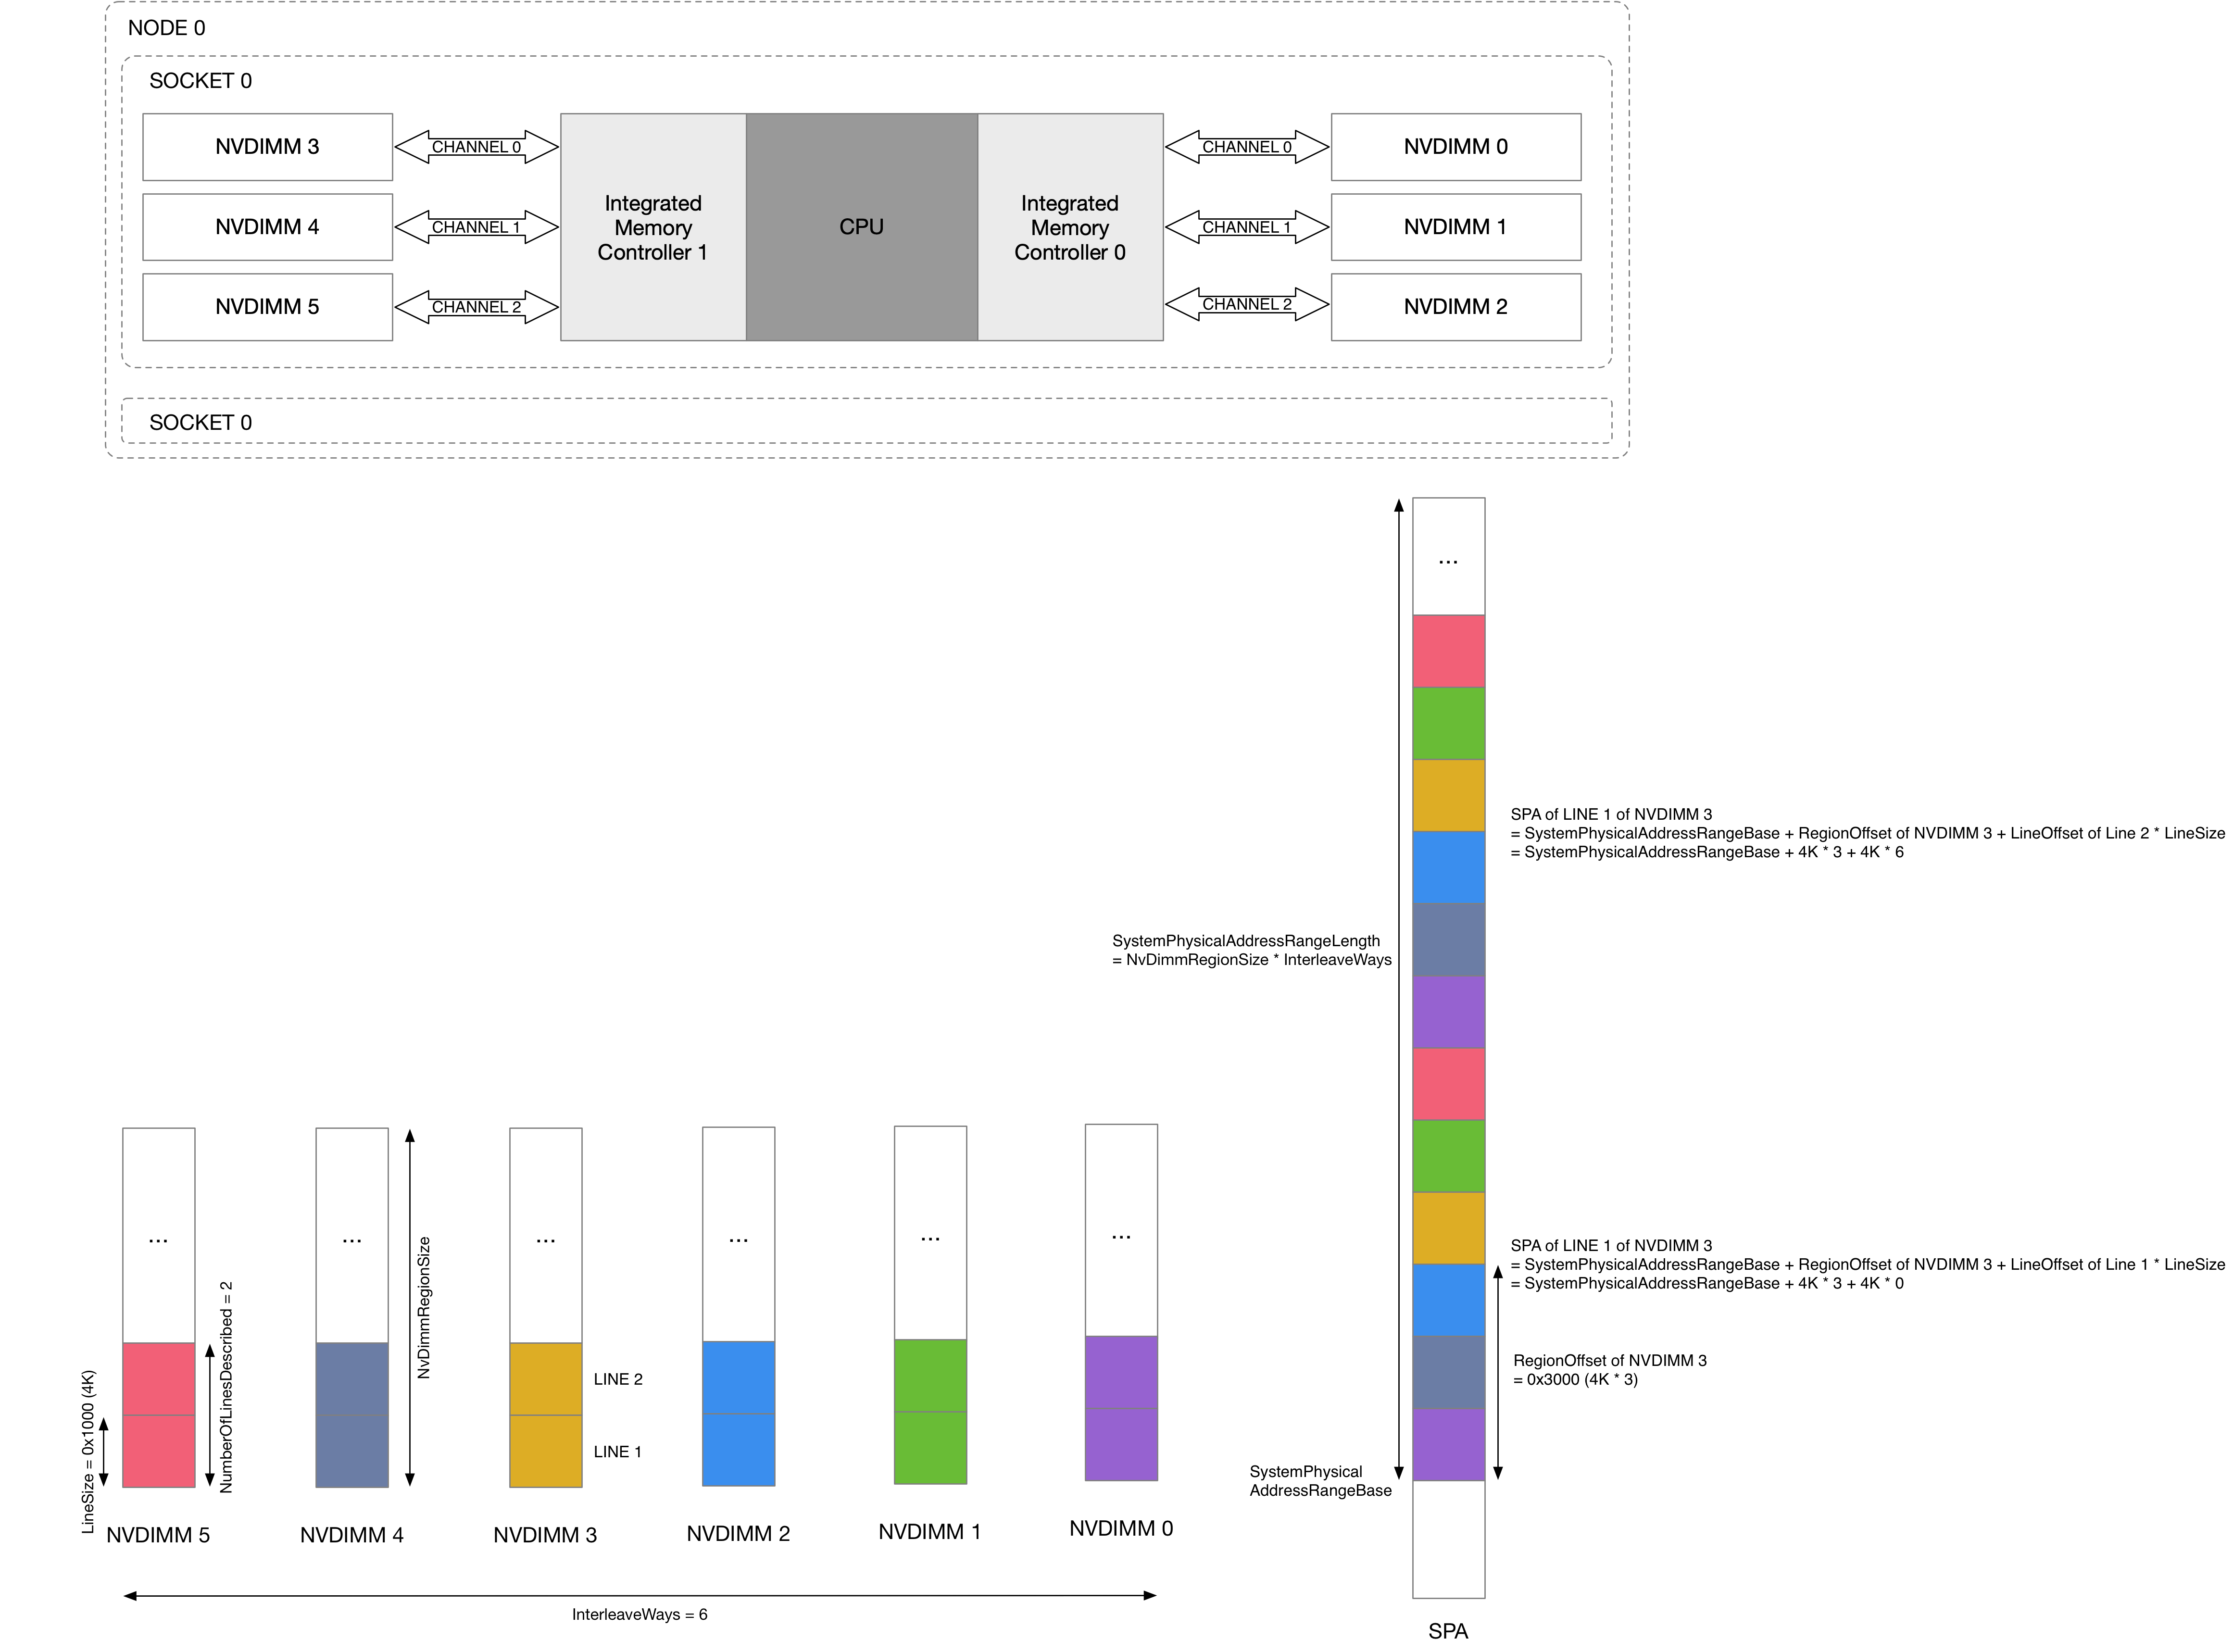 NODE 0
SOCKET 0
NVDIMM 3
CHANNEL 0
CHANNEL 0
NVDIMM 0
NVDIMM 4
CHANNEL 1
Integrated
Memory
Controller 1
CPU
Integrated
Memory
Controller 0
CHANNEL 1
NVDIMM 1
NVDIMM 5
CHANNEL 2
CHANNEL 2
NVDIMM 2
SOCKET 0
...
SPA of LINE 1 of NVDIMM 3
= SystemPhysicalAddressRangeBase + RegionOffset of NVDIMM 3 + LineOffset of Line 2 * LineSize
= SystemPhysicalAddressRangeBase + 4K * 3 + 4K * 6
SystemPhysicalAddressRangeLength
= NvDimmRegionSize * InterleaveWays
SPA of LINE 1 of NVDIMM 3
= SystemPhysicalAddressRangeBase + RegionOffset of NVDIMM 3 + LineOffset of Line 1 * LineSize
= SystemPhysicalAddressRangeBase + 4K * 3 + 4K * 0
RegionOffset of NVDIMM 3
= 0x3000 (4K * 3)
SystemPhysical
AddressRangeBase
...
...
...
...
...
...
LineSize = 0x1000 (4K)
NumberOfLinesDescribed = 2
NvDimmRegionSize
LINE 2
LINE 1
NVDIMM 5
NVDIMM 4
NVDIMM 3
NVDIMM 2
NVDIMM 1
NVDIMM 0
InterleaveWays = 6
SPA